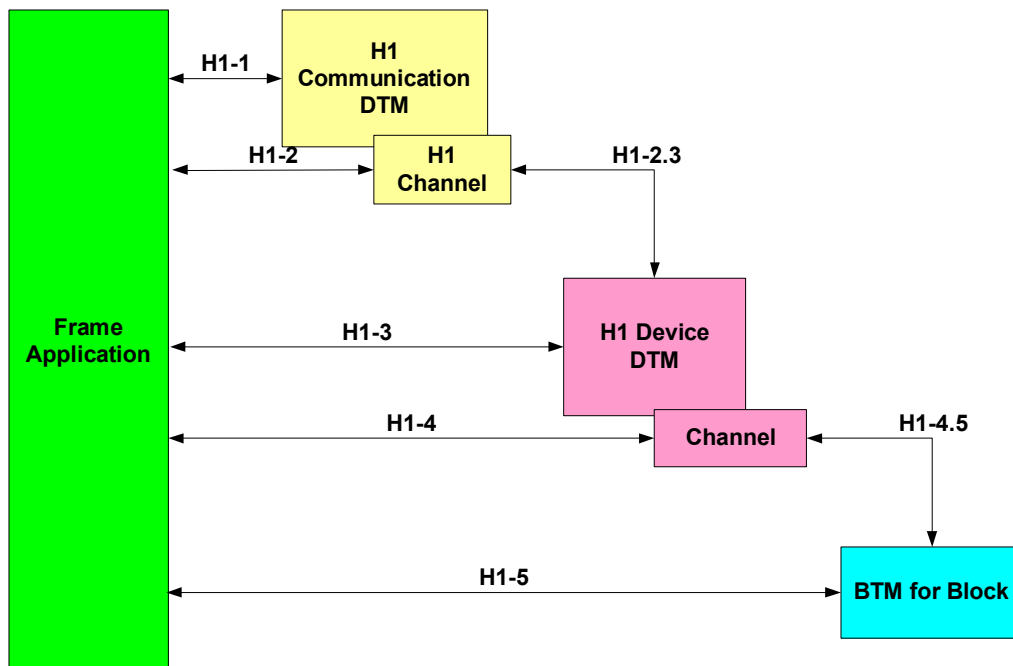 H1
Communication
DTM
H1-1
H1-2
H1
Channel
H1-2.3
Frame
Application
H1-3
H1 Device
DTM
H1-4
Channel
H1-4.5
H1-5
BTM for Block